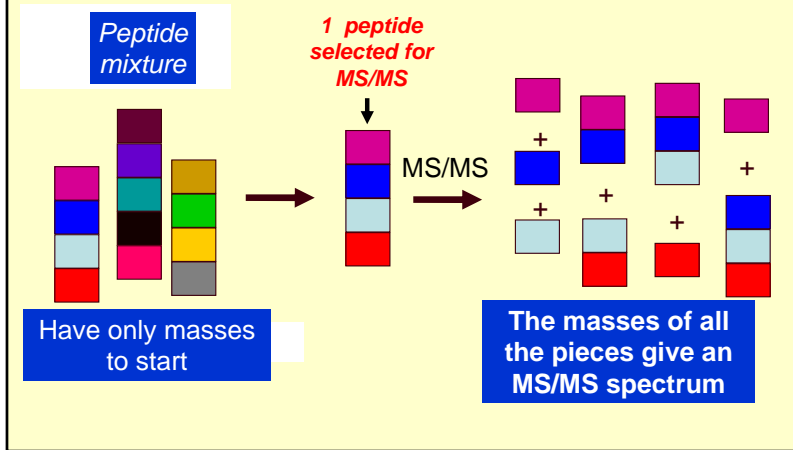 Peptide
mixture
1 peptide
selected for
MS/MS
MS/MS
+
+
+
+
+
Have only masses
to start
The masses of all
the pieces give an
MS/MS spectrum